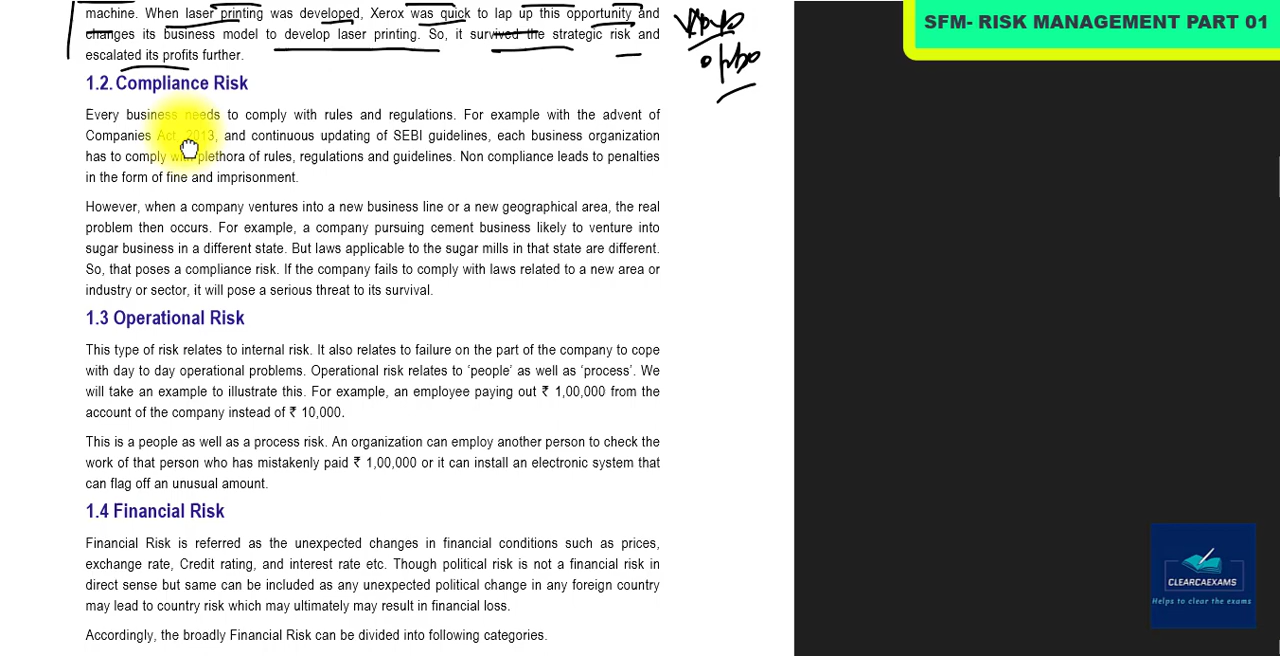 machine. When laser printing was developed, Xerox was quick to lap up this opportunity and
changes its business model to develop laser printing. So, it survived the strategic risk and
escalated its profits further.
1.2. Compliance Risk
Every business needs to comply with rules and regulations. For example with the advent of
Companies Act, 2013, and continuous updating of SEBI guidelines, each business organization
has to comply with plethora of rules, regulations and guidelines. Non compliance leads to penalties
in the form of fine and imprisonment.
However, when a company ventures into a new business line or a new geographical area, the real
problem then occurs. For example, a company pursuing cement business likely to venture into
sugar business in a different state. But laws applicable to the sugar mills in that state are different.
So, that poses a compliance risk. If the company fails to comply with laws related to a new area or
industry or sector, it will pose a serious threat to its survival.
1.3 Operational Risk
This type of risk relates to internal risk. It also relates to failure on the part of the company to cope
with day to day operational problems. Operational risk relates to ‘people’ as well as ‘process’. We
will take an example to illustrate this. For example, an employee paying out ₹ 1,00,000 from the
account of the company instead of ₹ 10,000.
This is a people as well as a process risk. An organization can employ another person to check the
work of that person who has mistakenly paid ₹ 1,00,000 or it can install an electronic system that
can flag off an unusual amount.
1.4 Financial Risk
Financial Risk is referred as the unexpected changes in financial conditions such as prices,
exchange rate, Credit rating, and interest rate etc. Though political risk is not a financial risk in
direct sense but same can be included as any unexpected political change in any foreign country
may lead to country risk which may ultimately may result in financial loss.
Accordingly, the broadly Financial Risk can be divided into following categories.
SFM- RISK MANAGEMENT PART 01
CLEARCAEXAMS
Helps to clear the exams